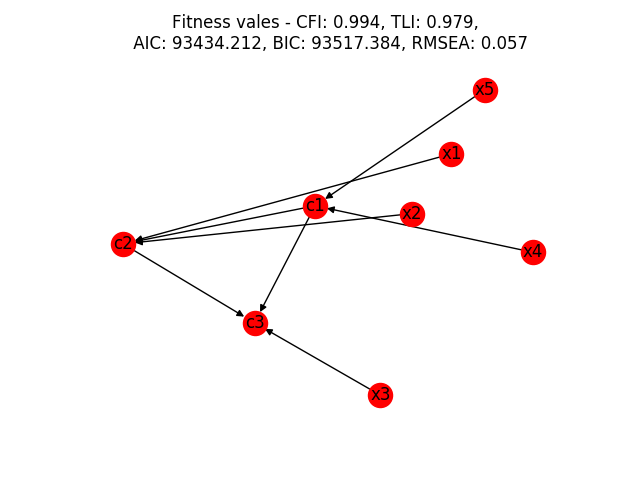 Fitness vales - CFI: 0.994, TLI: 0.979,
AIC: 93434.212, BIC: 93517.384, RMSEA: 0.057
x5
x1
c1
x2
c2
x4
c3
x3